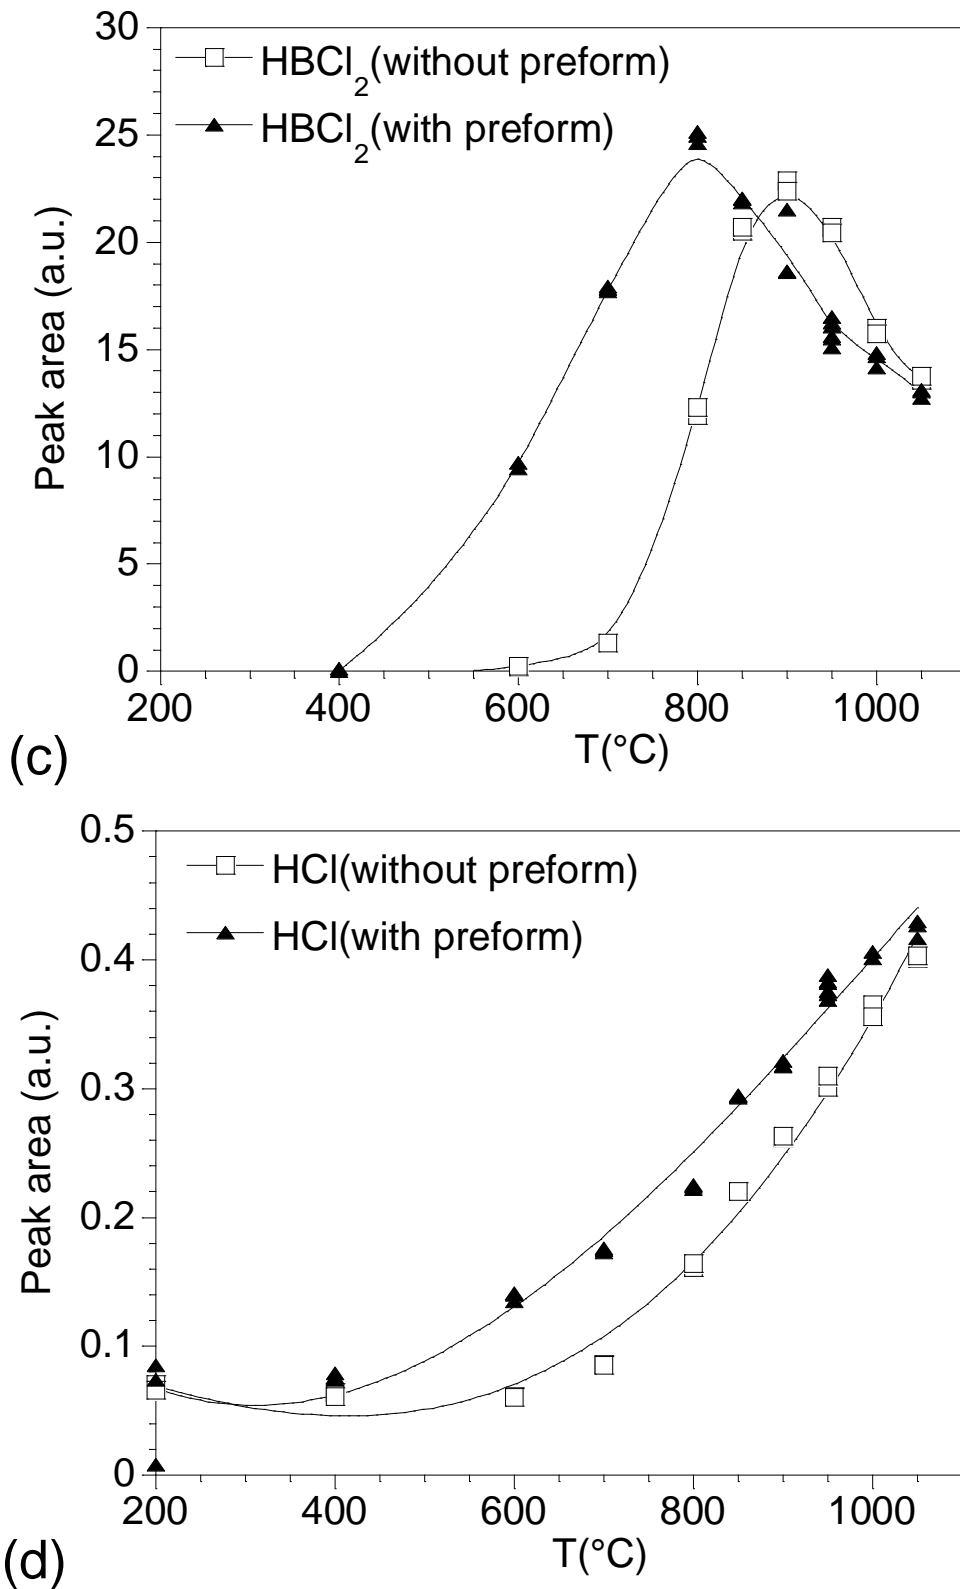 30
HBCl2(without preform)
HBCl2(with preform)
25
20
15
10
5
0
Peak area (a.u.)
200 400 600 800 1000
T(°C)
(c)
0.5
HCl(without preform)
HCl(with preform)
0.4
0.3
0.2
0.1
0
Peak area (a.u.)
200 400 600 800 1000
T(°C)
(d)